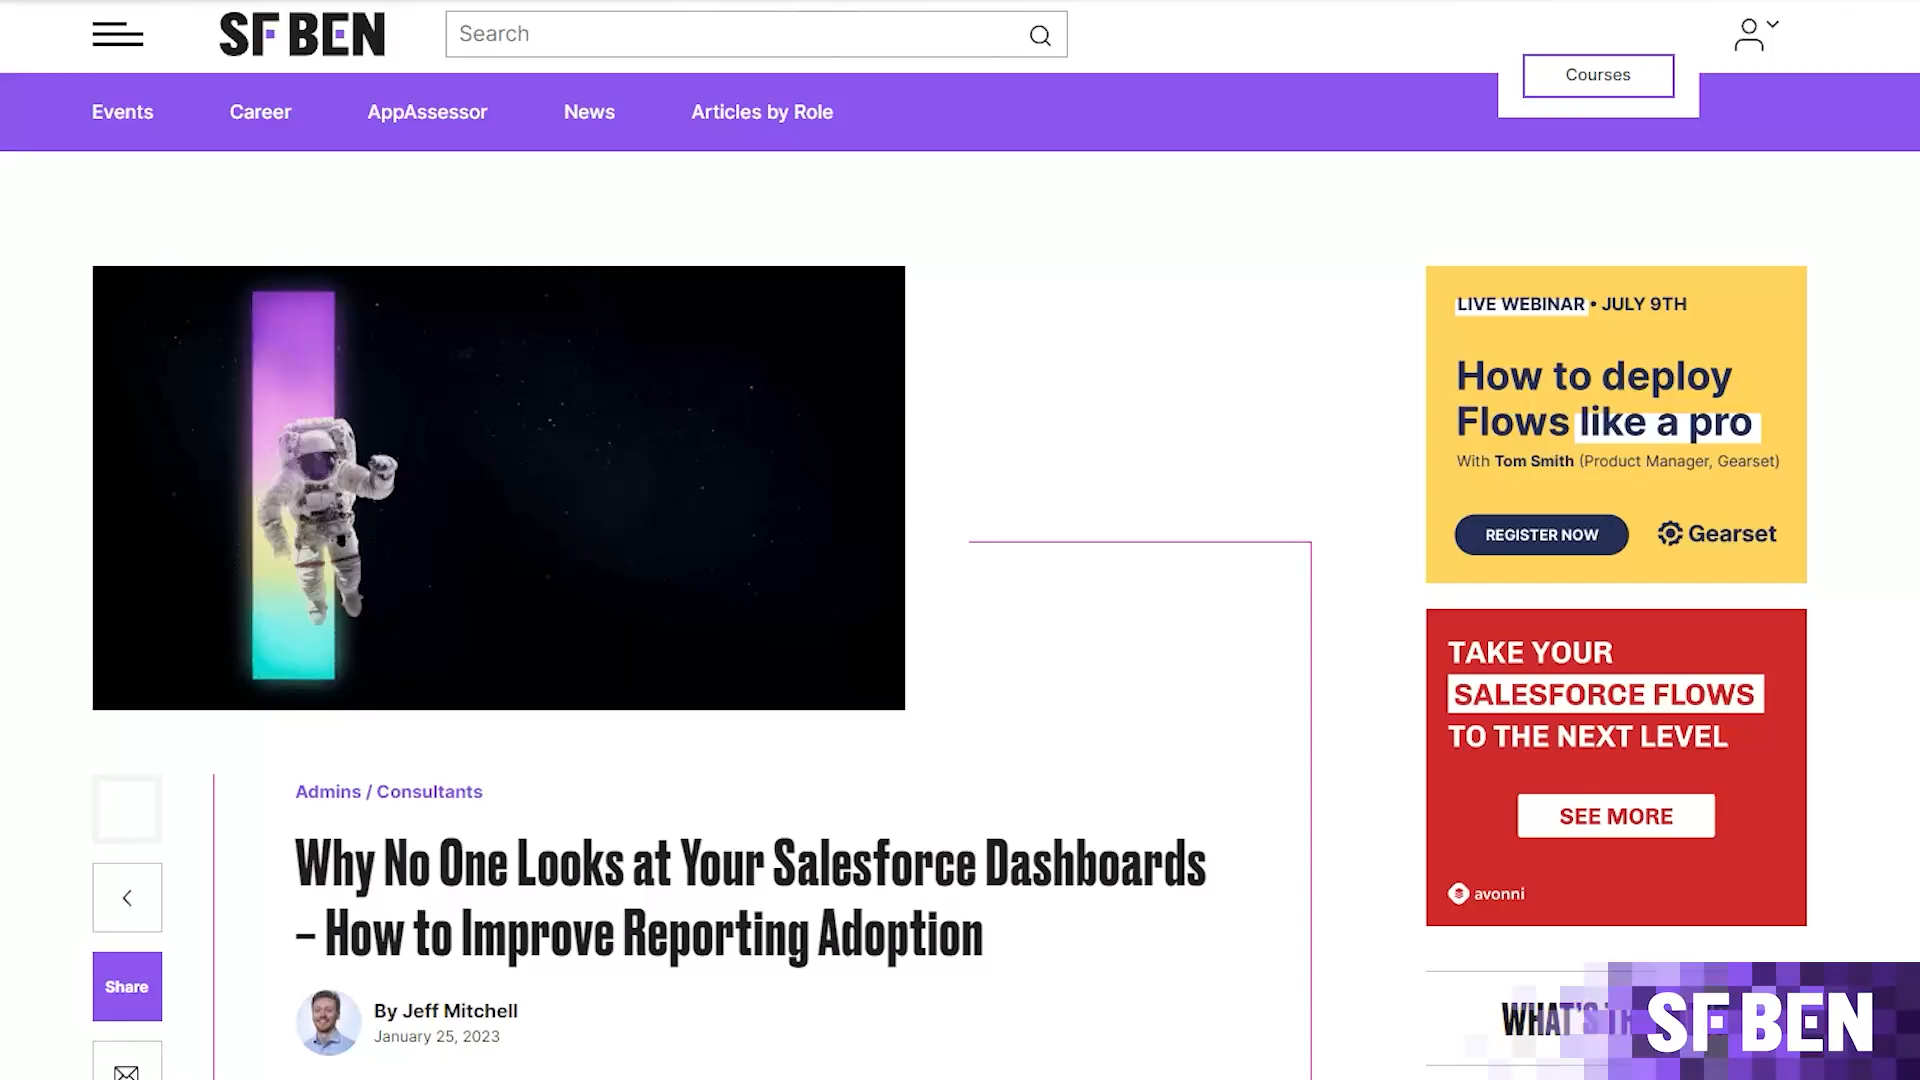 SF BEN
Search
Courses
Events
Career
AppAssessor
News
Articles by Role
LIVE WEBINAR • JULY 9TH
How to deploy
Flows like a pro
With Tom Smith (Product Manager, Gearset)
REGISTER NOW
Gearset
TAKE YOUR
SALESFORCE FLOWS
TO THE NEXT LEVEL
SEE MORE
avonni
Admins / Consultants
Why No One Looks at Your Salesforce Dashboards
– How to Improve Reporting Adoption
Share
By Jeff Mitchell
January 25, 2023
WHAT'S
SF BEN